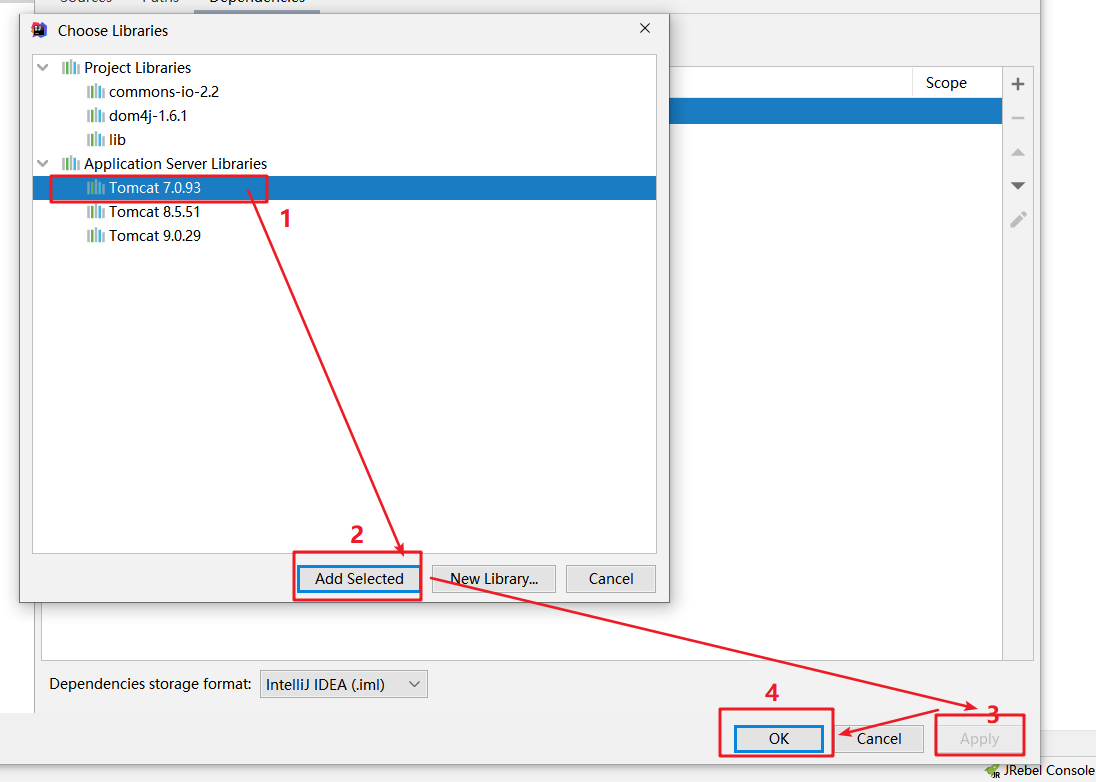 Sources Paths Dependencies
Choose Libraries
Project Libraries
commons-io-2.2
dom4j-1.6.1
lib
Application Server Libraries
Tomcat 7.0.93
Tomcat 8.5.51
Tomcat 9.0.29
1
2
Add Selected
New Library...
Cancel
Scope
Dependencies storage format:
IntelliJ IDEA (.iml)
4
3
OK
Cancel
Apply
JR
JRebel Console